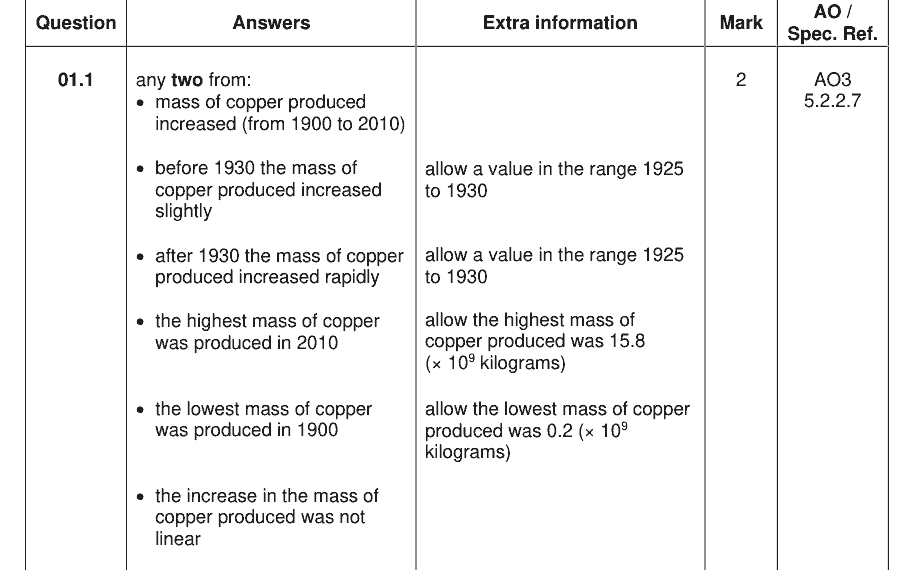 Question Answers Extra information Mark AO /
Spec. Ref.
01.1 any two from: 2 AO3
• mass of copper produced 5.2.2.7
increased (from 1900 to 2010)
• before 1930 the mass of allow a value in the range 1925
copper produced increased to 1930
slightly
• after 1930 the mass of copper allow a value in the range 1925
produced increased rapidly to 1930
• the highest mass of copper allow the highest mass of
was produced in 2010 copper produced was 15.8
(× 10⁹ kilograms)
• the lowest mass of copper allow the lowest mass of copper
was produced in 1900 produced was 0.2 (× 10⁹
kilograms)
• the increase in the mass of
copper produced was not
linear